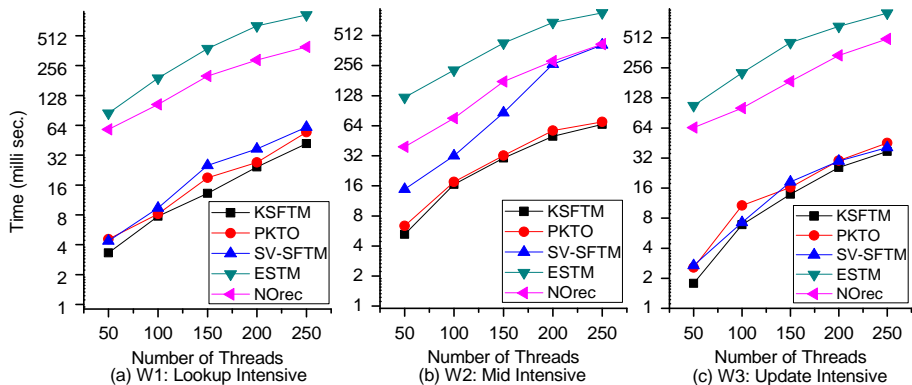 Time (milli sec.)
512
256
128
64
32
16
8
4
2
1
KSFTM
PKTO
SV-SFTM
ESTM
NOrec
50 100 150 200 250
Number of Threads
(a) W1: Lookup Intensive
512
256
128
64
32
16
8
4
2
1
KSFTM
PKTO
SV-SFTM
ESTM
NOrec
50 100 150 200 250
Number of Threads
(b) W2: Mid Intensive
512
256
128
64
32
16
8
4
2
1
KSFTM
PKTO
SV-SFTM
ESTM
NOrec
50 100 150 200 250
Number of Threads
(c) W3: Update Intensive